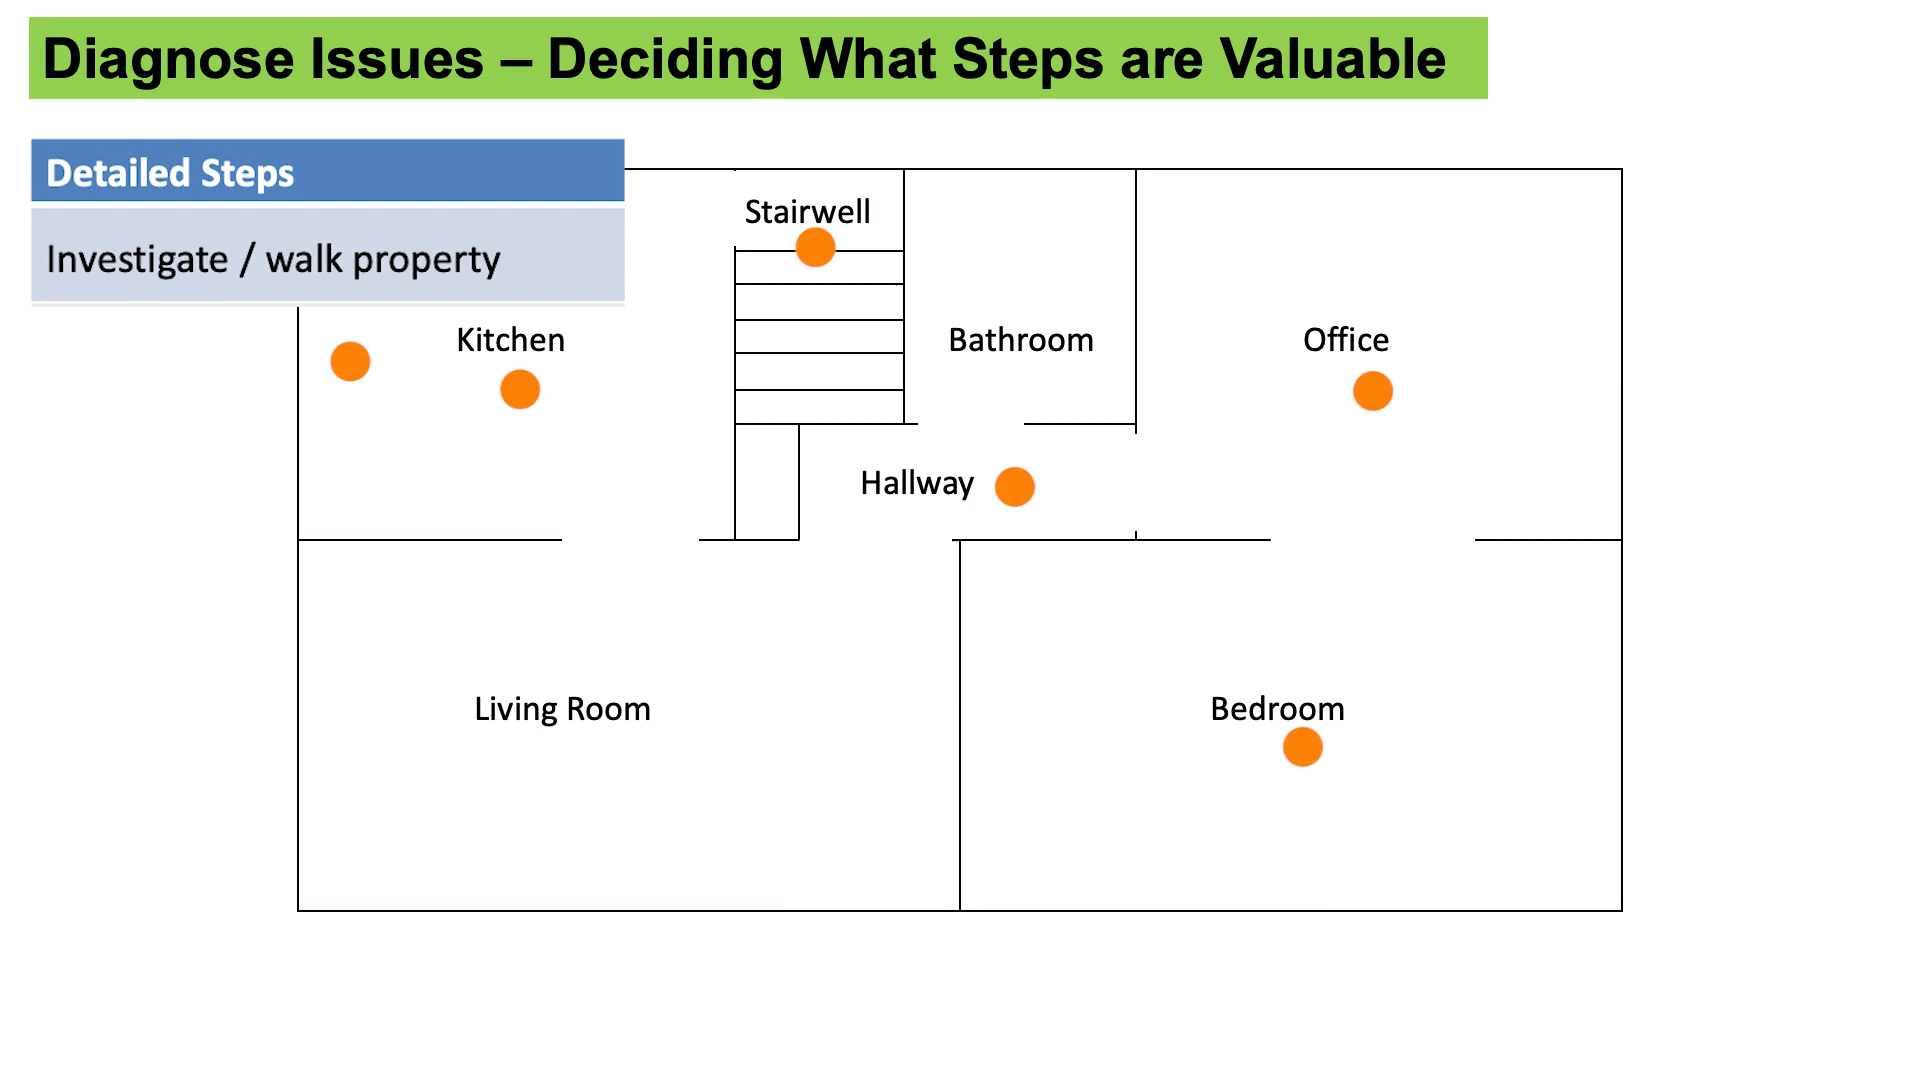 Diagnose Issues – Deciding What Steps are Valuable
Detailed Steps
Investigate / walk property
Stairwell
Kitchen
Bathroom
Office
Hallway
Living Room
Bedroom